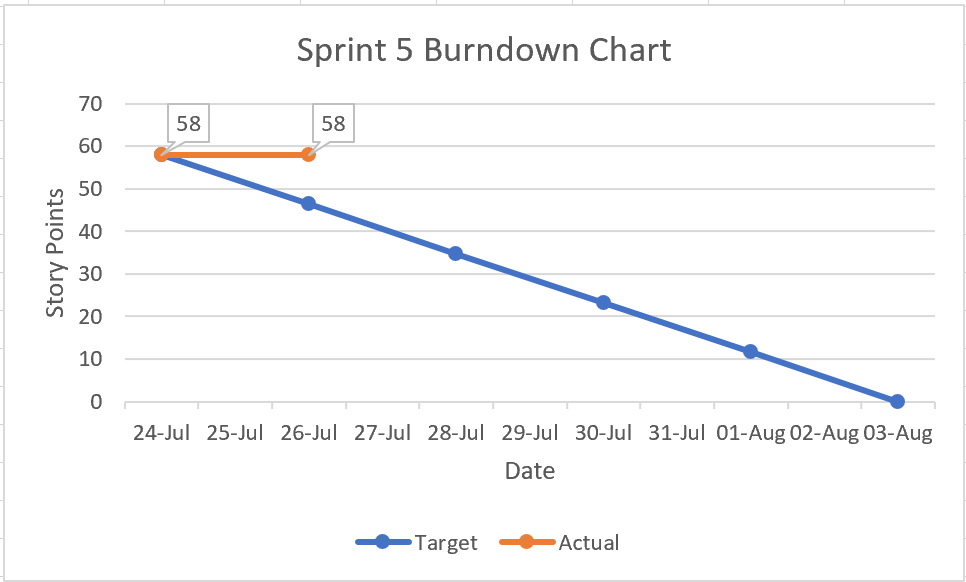 Sprint 5 Burndown Chart
70
58
58
60
50
40
30
20
10
0
Story Points
24-Jul 25-Jul 26-Jul 27-Jul 28-Jul 29-Jul 30-Jul 31-Jul 01-Aug 02-Aug 03-Aug
Date
Target Actual